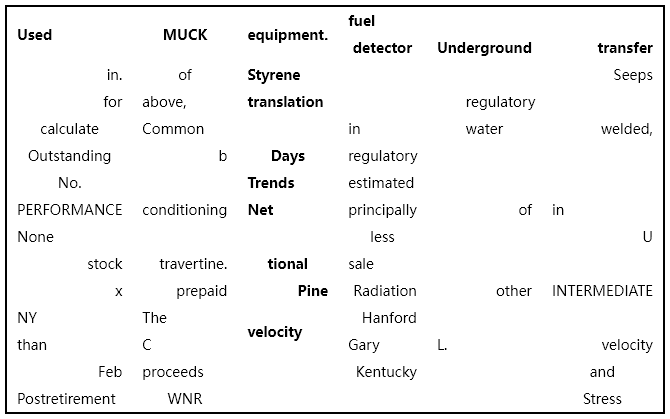 Used MUCK equipment. fuel detector Underground transfer
in. of Styrene Seeps
for above, translation regulatory
calculate Common in water welded,
Outstanding b Days regulatory
No. Trends estimated
PERFORMANCE conditioning Net principally of in
None less U
stock travertine. tional sale
x prepaid Pine Radiation other INTERMEDIATE
NY The velocity Hanford
than C Gary L. velocity
Feb proceeds Kentucky and
Postretirement WNR Stress